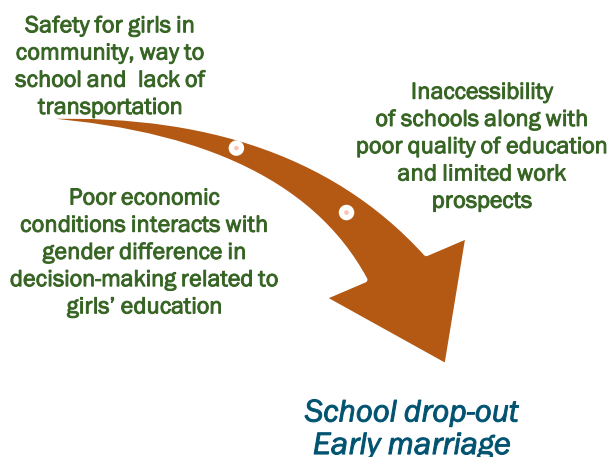 Safety for girls in
community, way to
school and lack of
transportation
Inaccessibility
of schools along with
poor quality of education
and limited work
prospects
Poor economic
conditions interacts with
gender difference in
decision-making related to
girls' education
School drop-out
Early marriage